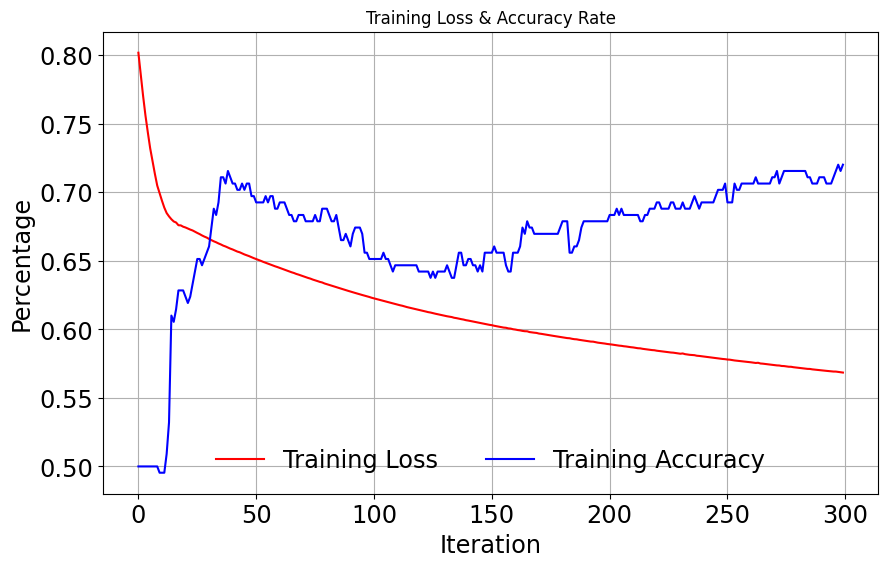 Training Loss & Accuracy Rate
Percentage
0.80
0.75
0.70
0.65
0.60
0.55
0.50
Training Loss
Training Accuracy
0
50
100
150
200
250
300
Iteration